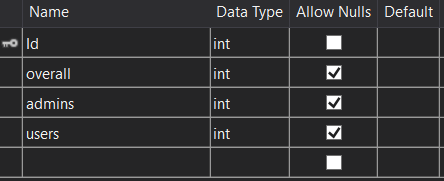 Name Data Type Allow Nulls Default
Id int
overall int
admins int
users int